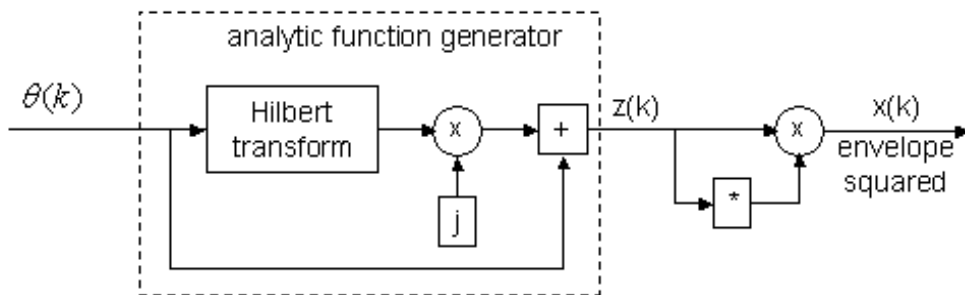 analytic function generator
θ(k)
Hilbert
transform
x
+
j
z(k)
*
x
x(k)
envelope
squared